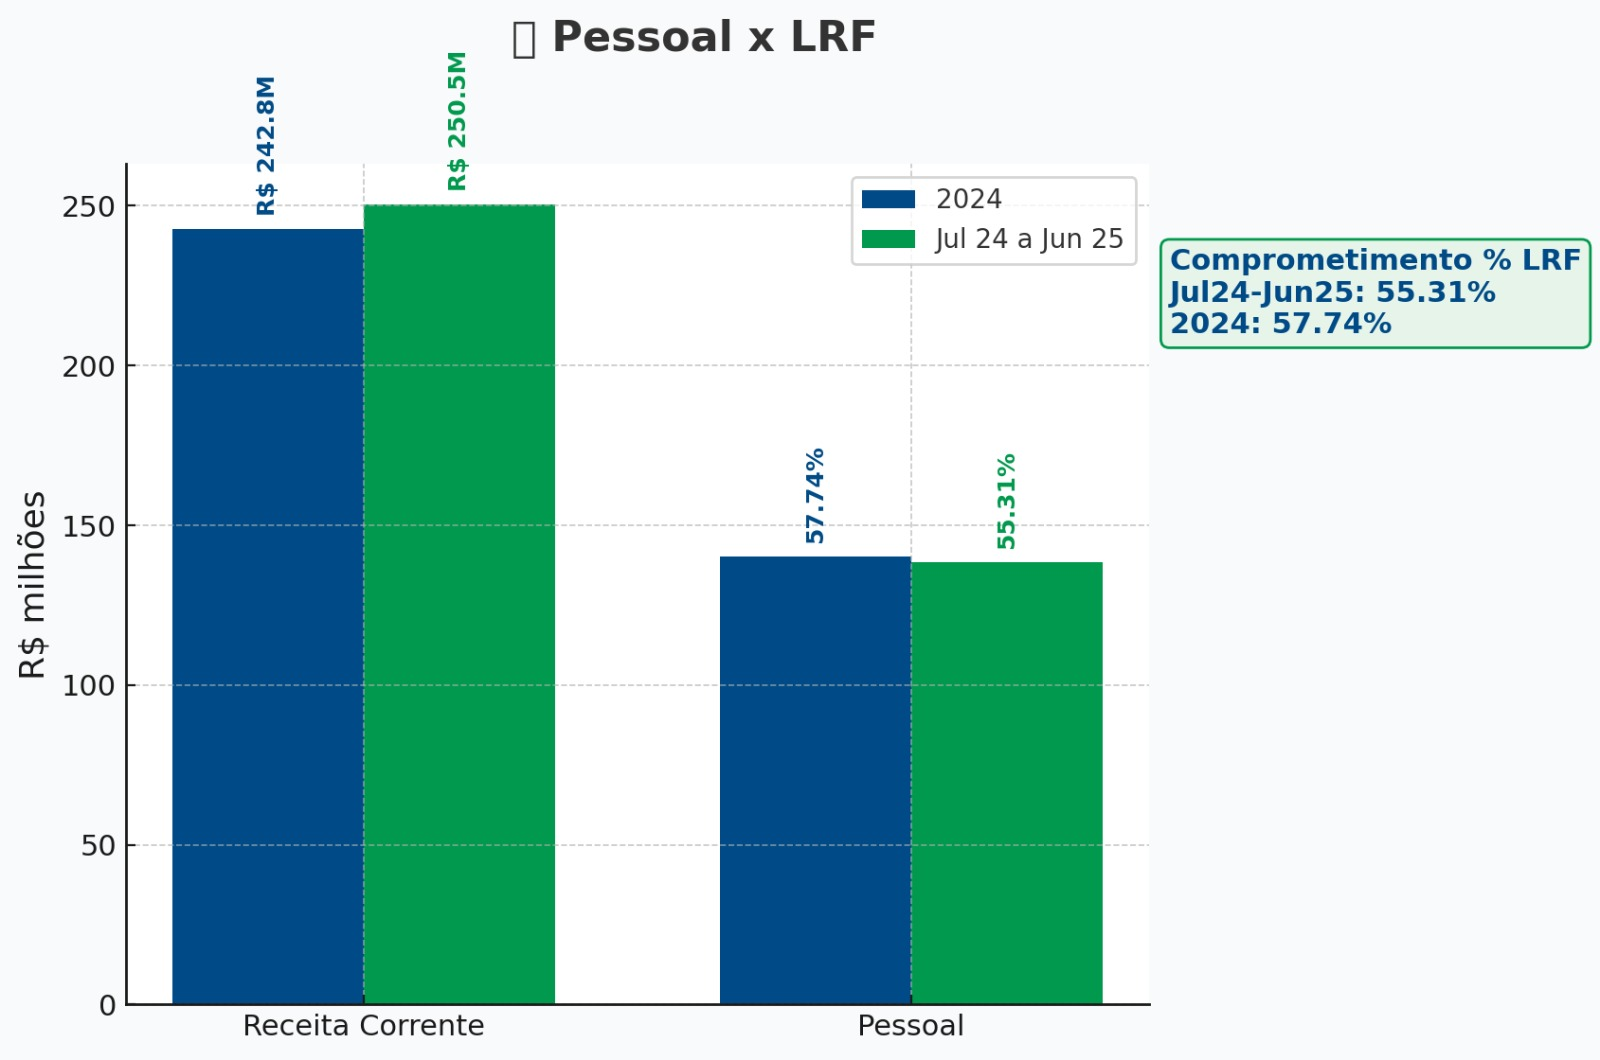 Pessoal x LRF
R$ 242.8M
R$ 250.5M
2024
Jul 24 a Jun 25
Comprometimento % LRF
Jul24-Jun25: 55.31%
2024: 57.74%
57.74%
55.31%
R$ milhões
250
200
150
100
50
0
Receita Corrente
Pessoal